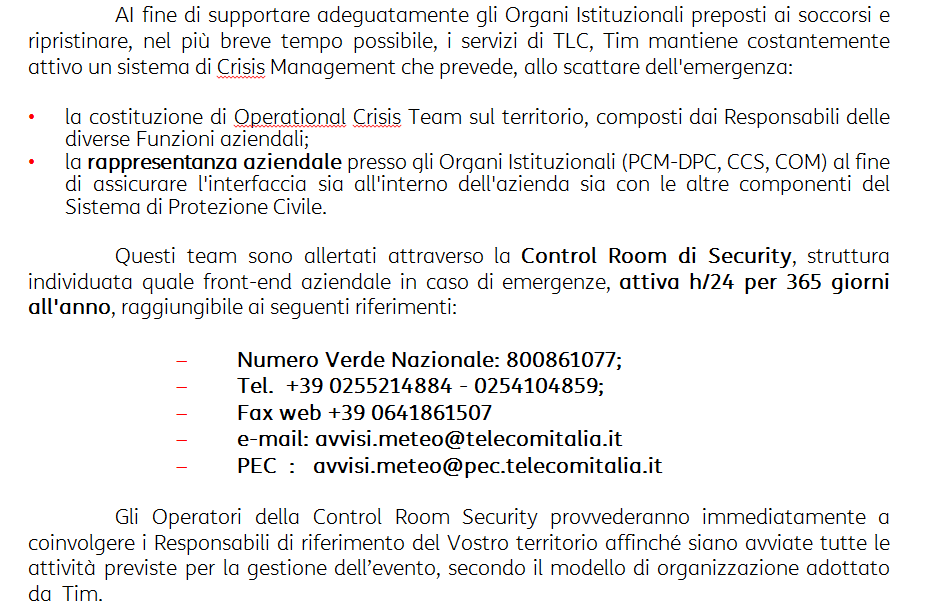 Al fine di supportare adeguatamente gli Organi Istituzionali preposti ai soccorsi e
ripristinare, nel più breve tempo possibile, i servizi di TLC, Tim mantiene costantemente
attivo un sistema di Crisis Management che prevede, allo scattare dell'emergenza:
• la costituzione di Operational Crisis Team sul territorio, composti dai Responsabili delle
diverse Funzioni aziendali;
• la rappresentanza aziendale presso gli Organi Istituzionali (PCM-DPC, CCS, COM) al fine
di assicurare l'interfaccia sia all'interno dell'azienda sia con le altre componenti del
Sistema di Protezione Civile.
Questi team sono allertati attraverso la Control Room di Security, struttura
individuata quale front-end aziendale in caso di emergenze, attiva h/24 per 365 giorni
all'anno, raggiungibile ai seguenti riferimenti:
– Numero Verde Nazionale: 800861077;
– Tel. +39 0255214884 - 0254104859;
– Fax web +39 0641861507
– e-mail: avvisi.meteo@telecomitalia.it
– PEC : avvisi.meteo@pec.telecomitalia.it
Gli Operatori della Control Room Security provvederanno immediatamente a
coinvolgere i Responsabili di riferimento del Vostro territorio affinché siano avviate tutte le
attività previste per la gestione dell’evento, secondo il modello di organizzazione adottato
da Tim.